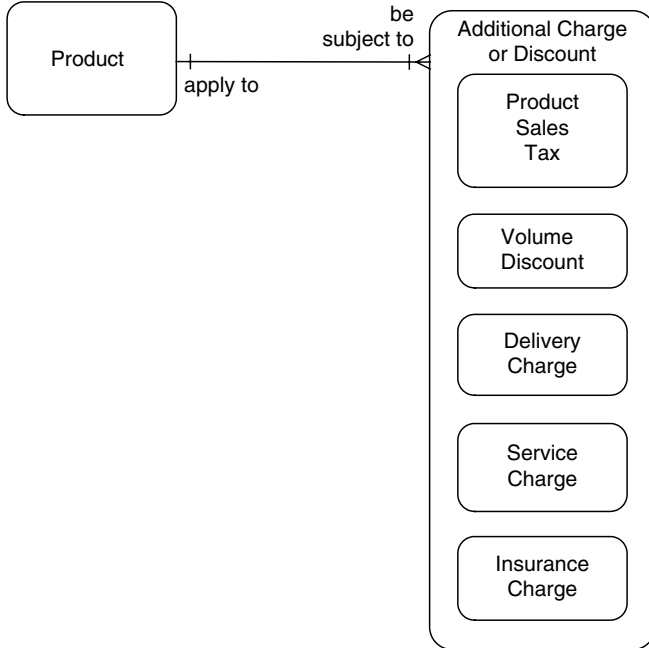 Product
apply to
be
subject to
Additional Charge
or Discount
Product
Sales
Tax
Volume
Discount
Delivery
Charge
Service
Charge
Insurance
Charge